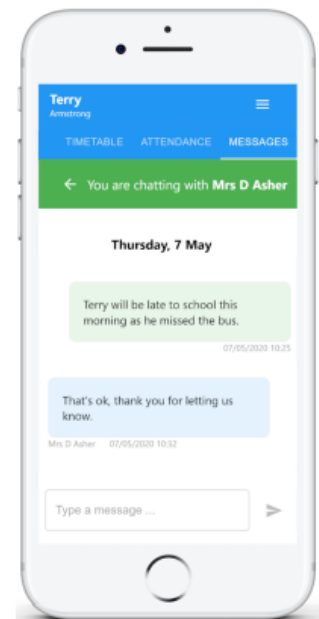 Terry
Armstrong
TIMETABLE ATTENDANCE MESSAGES
← You are chatting with Mrs D Asher
Thursday, 7 May
Terry will be late to school this
morning as he missed the bus.
07/05/2020 10:25
That's ok, thank you for letting us
know.
Mrs D Asher 07/05/2020 10:32
Type a message ...